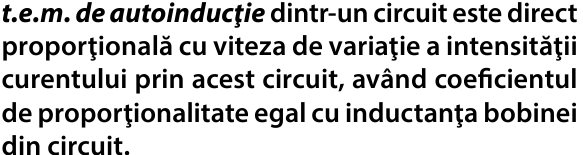 t.e.m. de autoinducţie dintr-un circuit este direct
proporţională cu viteza de variaţie a intensităţii
curentului prin acest circuit, având coeficientul
de proporţionalitate egal cu inductanţa bobinei
din circuit.